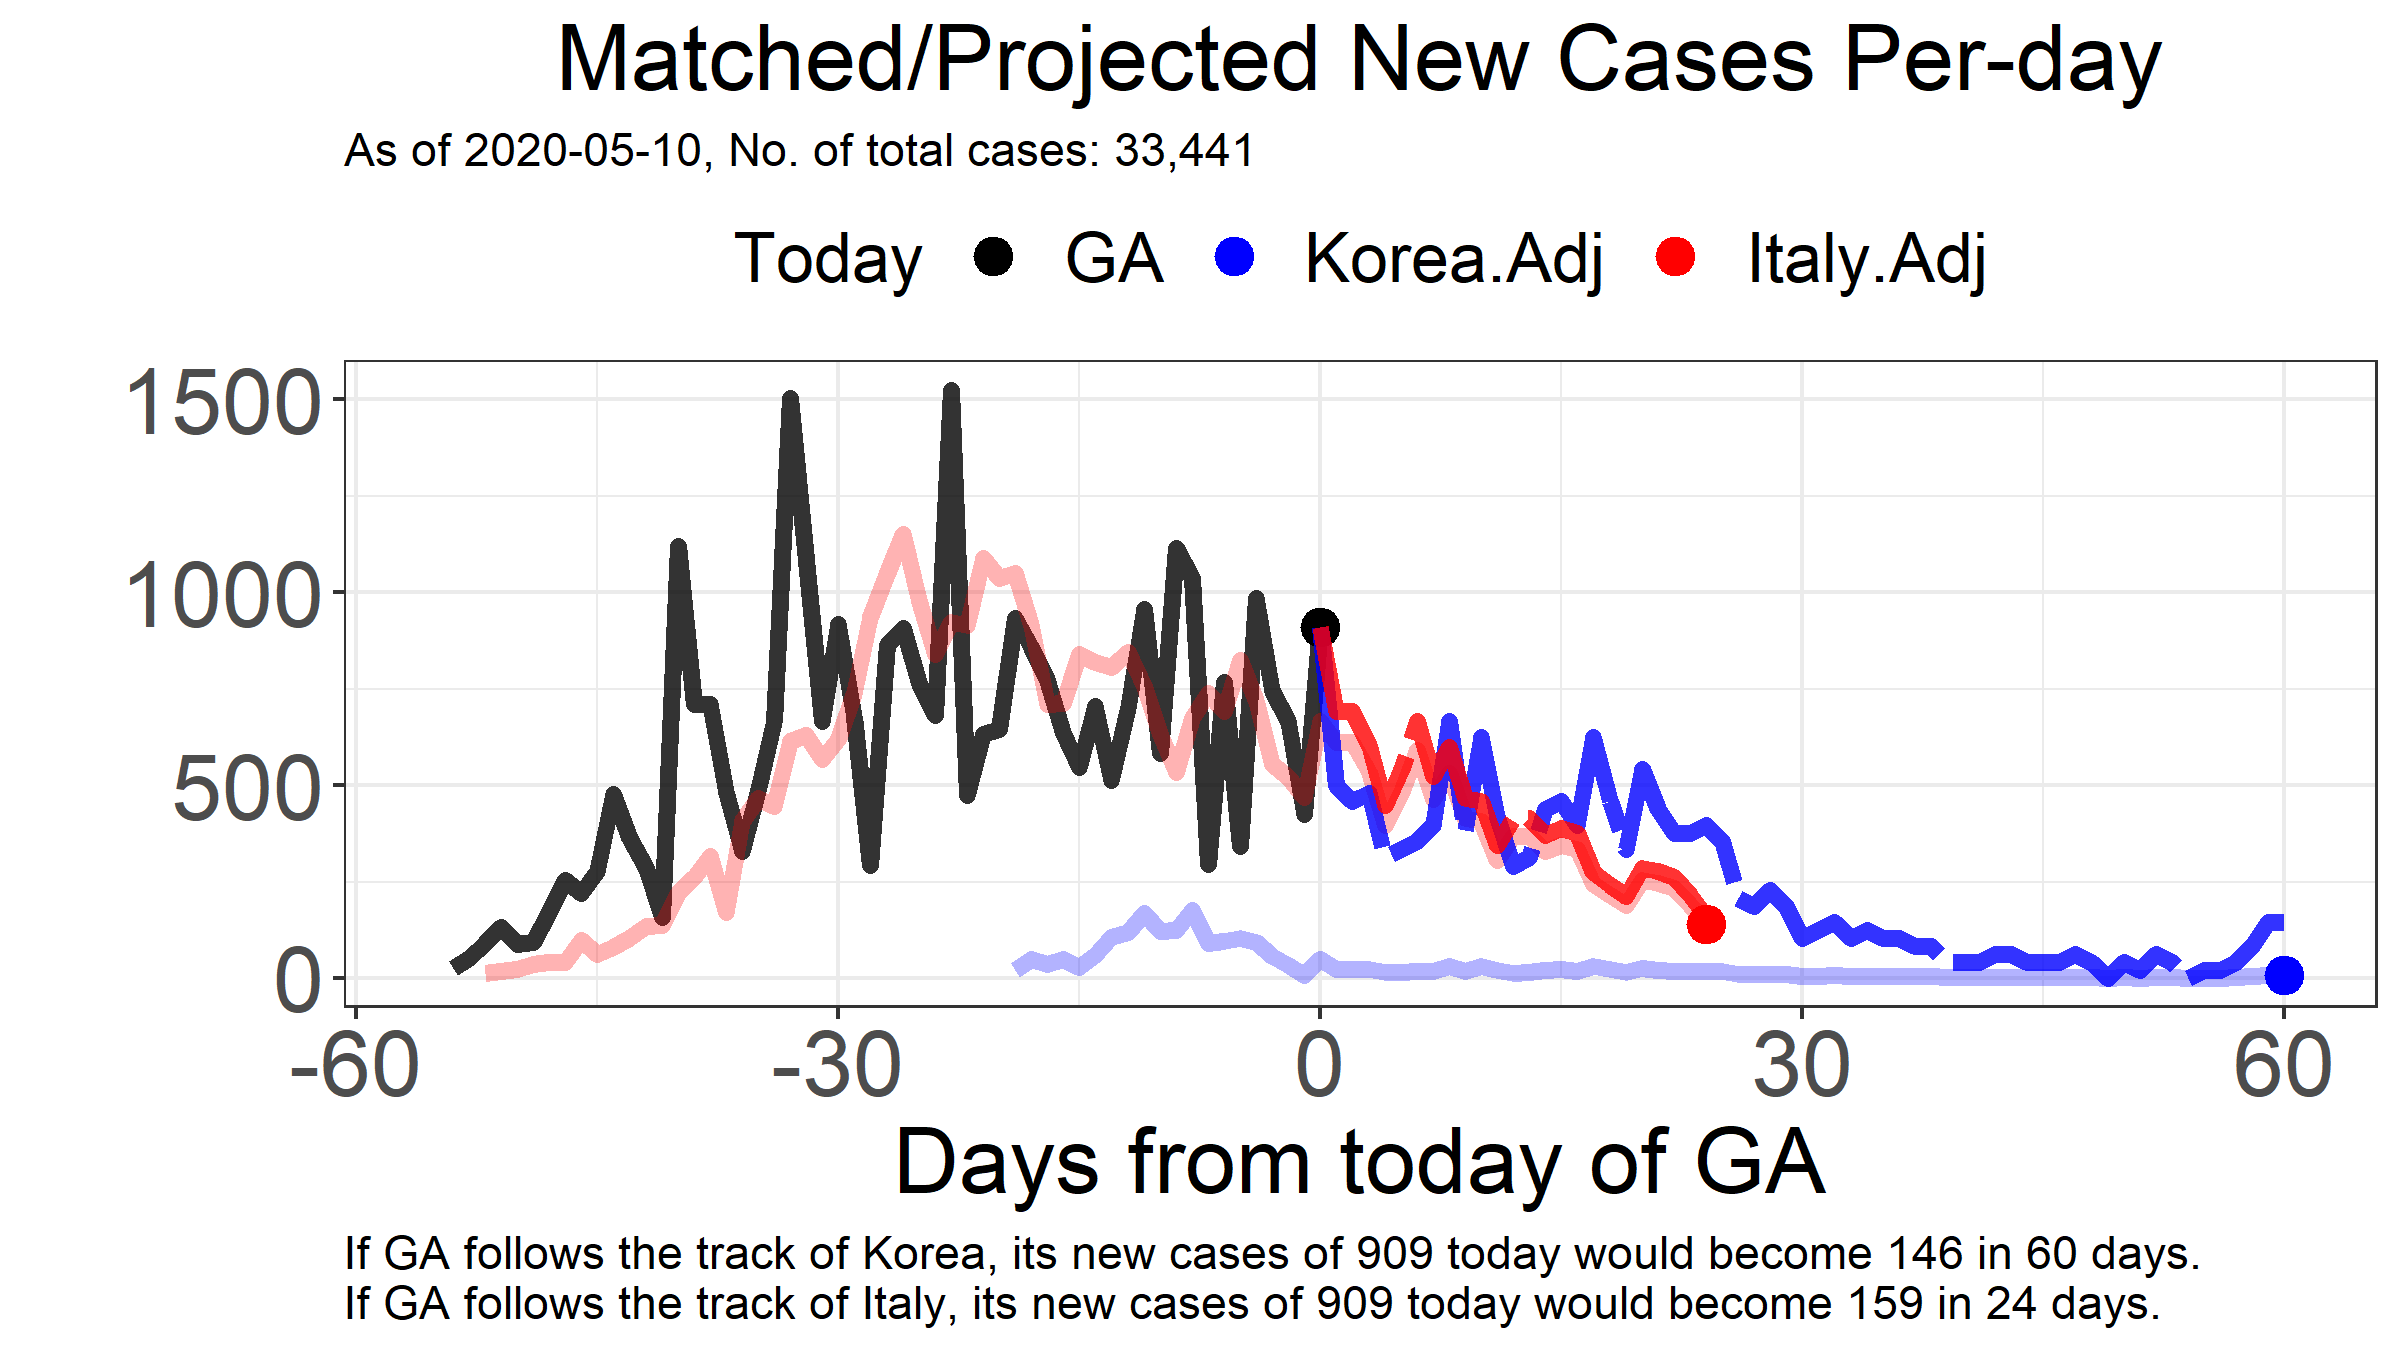 Matched/Projected New Cases Per-day
As of 2020-05-10, No. of total cases: 33,441
Today GA Korea.Adj Italy.Adj
1500
1000
500
0
-60 -30 0 30 60
Days from today of GA
If GA follows the track of Korea, its new cases of 909 today would become 146 in 60 days.
If GA follows the track of Italy, its new cases of 909 today would become 159 in 24 days.